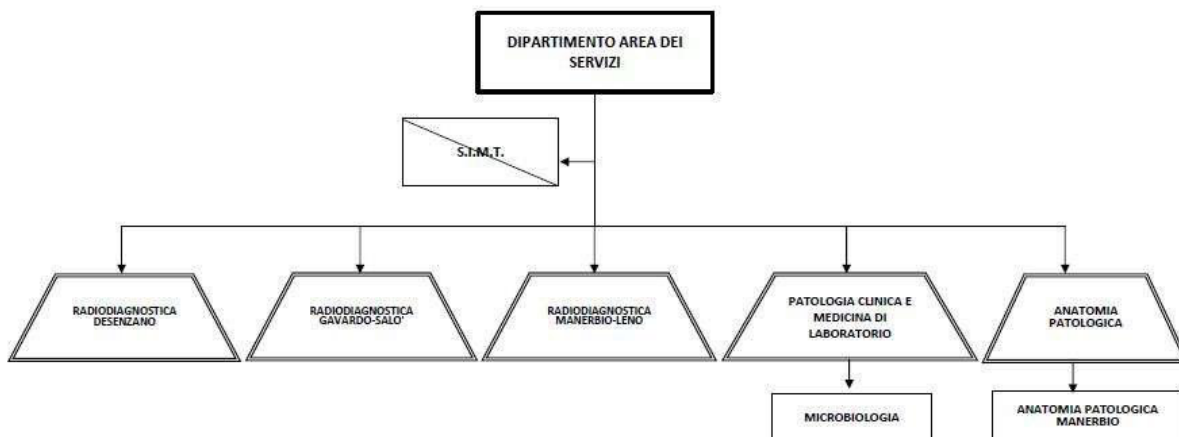 DIPARTIMENTO AREA DEI
SERVIZI
S.I.M.T.
RADIODIAGNOSTICA
DESENZANO
RADIODIAGNOSTICA
GAVARDO-SALO'
RADIODIAGNOSTICA
MANERBIO-LENO
PATOLOGIA CLINICA E
MEDICINA DI
LABORATORIO
ANATOMIA
PATOLOGICA
MICROBIOLOGIA
ANATOMIA PATOLOGICA
MANERBIO